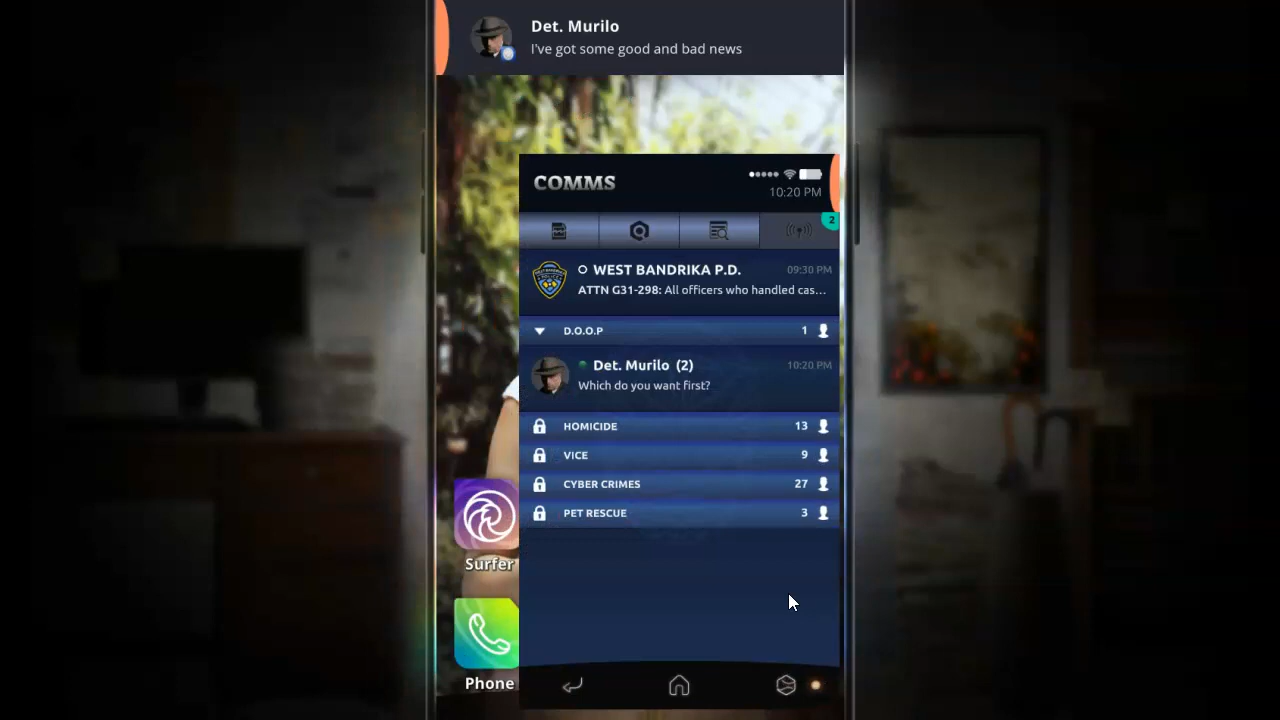 Det. Murilo
I've got some good and bad news
COMMS
10:20 PM
2
WEST BANDRIKA P.D. 09:30 PM
ATTN G31-298: All officers who handled cas...
D.O.O.P 1
Det. Murilo (2) 10:20 PM
Which do you want first?
HOMICIDE 13
VICE 9
CYBER CRIMES 27
PET RESCUE 3
Surfer
Phone